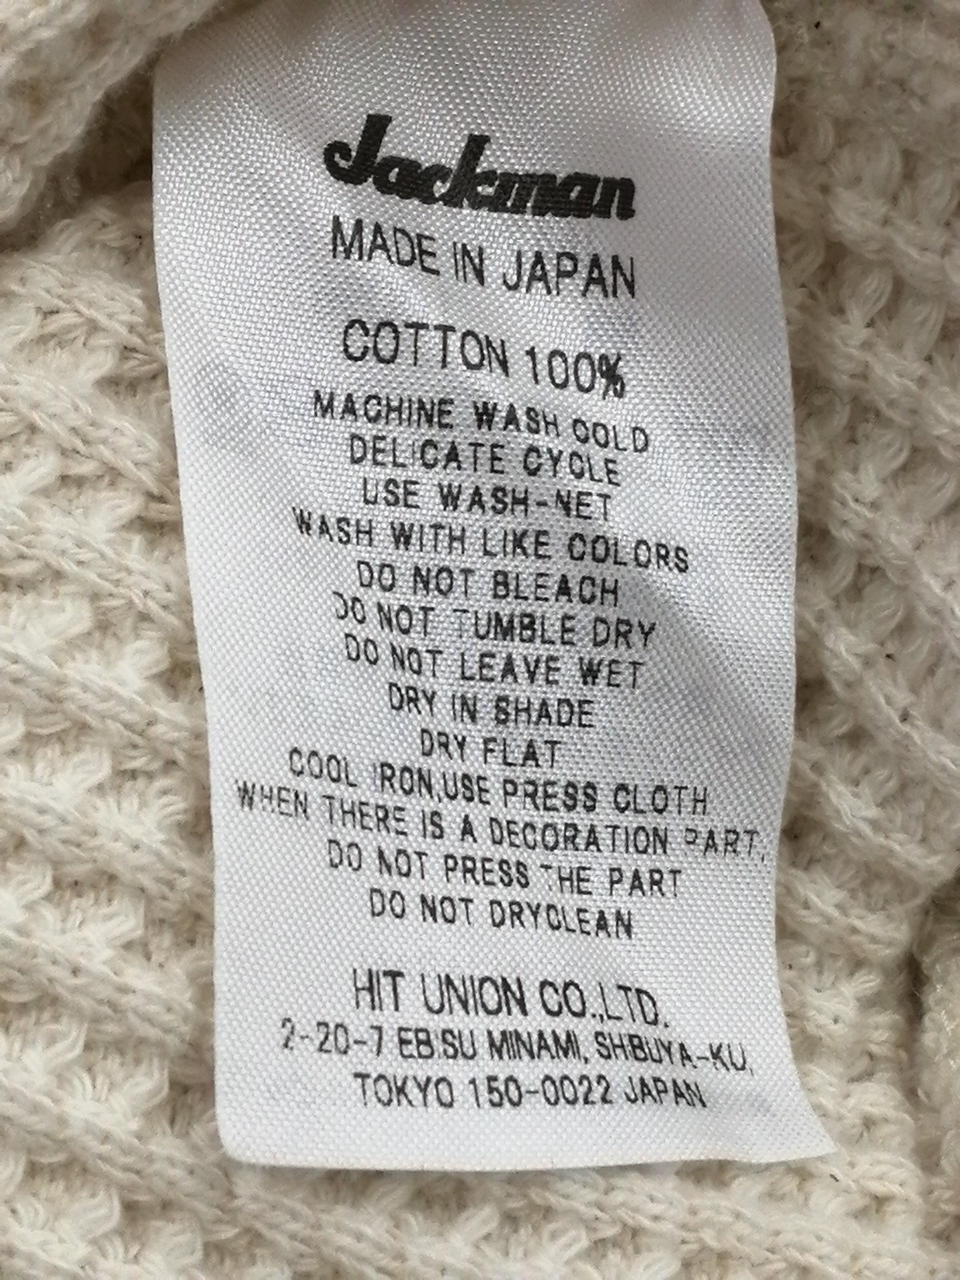 Jackman
MADE IN JAPAN
COTTON 100%
MACHINE WASH COLD
DELICATE CYCLE
USE WASH-NET
WASH WITH LIKE COLORS
DO NOT BLEACH
DO NOT TUMBLE DRY
DO NOT LEAVE WET
DRY IN SHADE
DRY FLAT
COOL IRON,USE PRESS CLOTH
WHEN THERE IS A DECORATION PART,
DO NOT PRESS THE PART
DO NOT DRYCLEAN
HIT UNION CO.,LTD.
2-20-7 EBISU MINAMI, SHIBUYA-KU,
TOKYO 150-0022 JAPAN